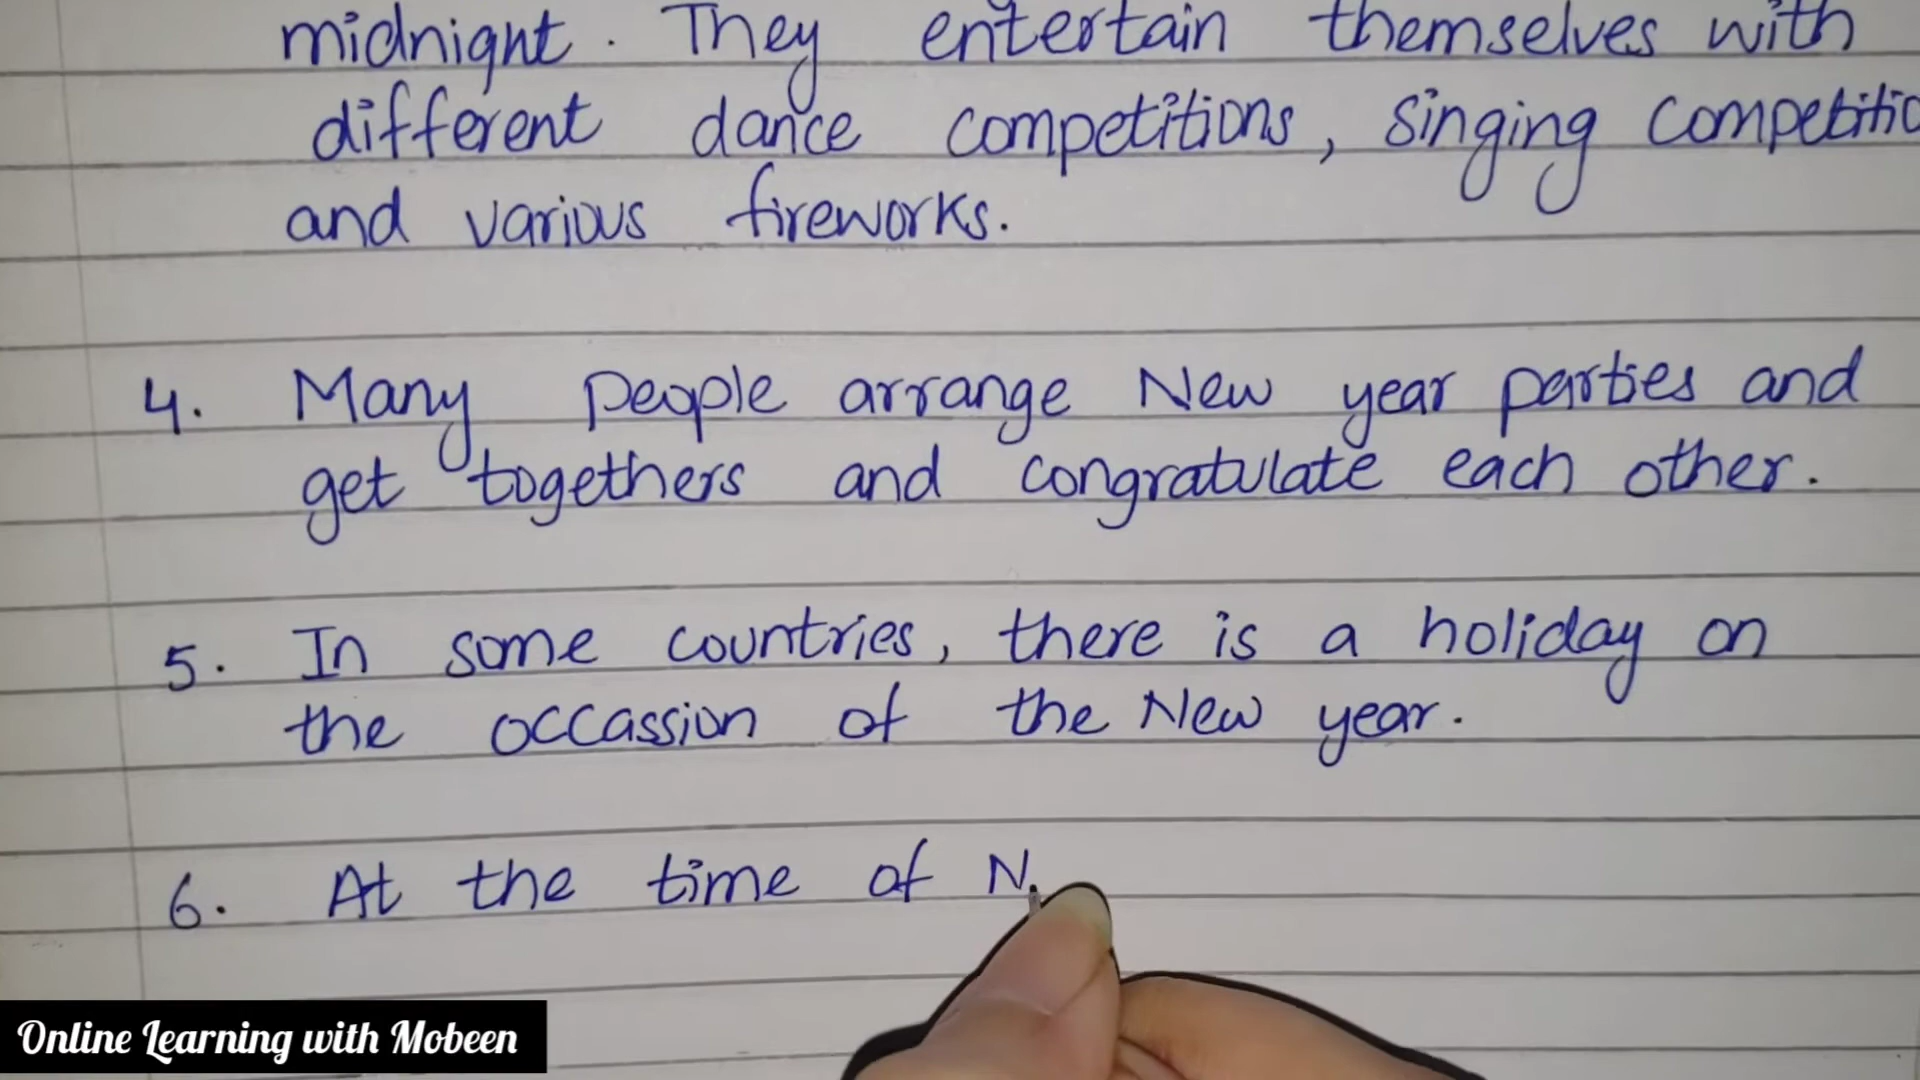 midnight. They entertain themselves with
different dance competitions, singing competitio
and various fireworks.
4. Many people arrange New year parties and
get togethers and congratulate each other.
5. In some countries, there is a holiday on
the occassion of the New year.
6. At the time of N
Online Learning with Mobeen